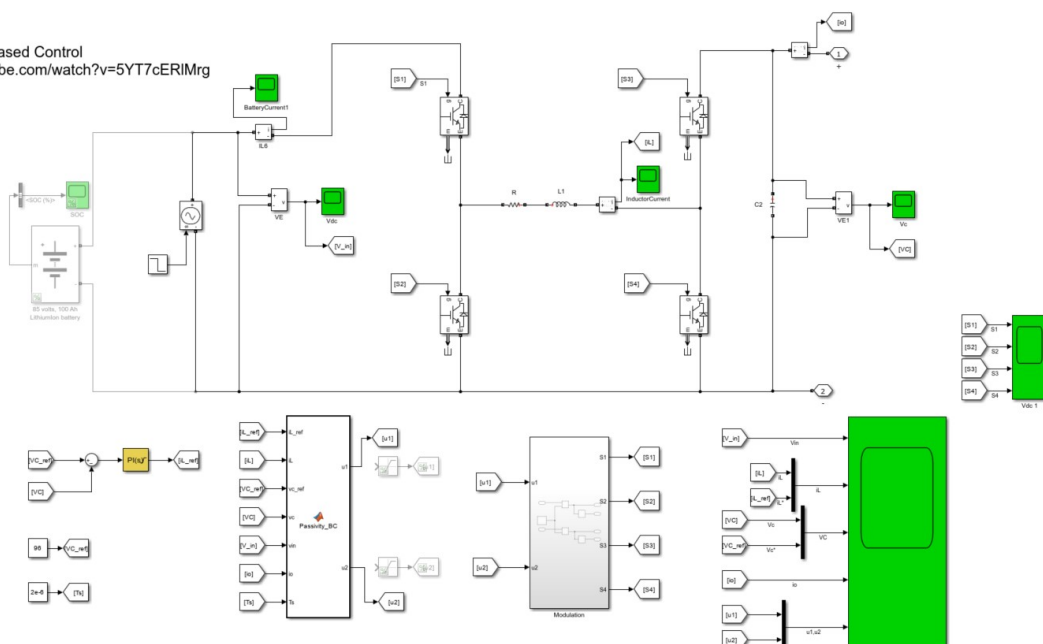 ased Control
be.com/watch?v=5YT7cERlMrg
[io]
1
+
BatteryCurrent1
IL6
[S1]
S1
[S3]
<SOC (%)>
SOC
m
85 volts, 100 Ah
Lithiumion battery
VE
Vdc
[V_in]
R
L1
[iL]
InductorCurrent
C2
VE1
Vc
[VC]
[S2]
[S4]
2
-
[S1]
S1
[S2]
S2
[S3]
S3
[S4]
S4
Vdc 1
[VC_ref]
[VC]
PI(s)
[iL_ref]
96
[VC_ref]
2e-6
[Ts]
[iL_ref]
iL_ref
[iL]
iL
[VC_ref]
vc_ref
[VC]
vc
[V_in]
vin
[io]
io
[Ts]
Ts
Passivity_BC
u1
u2
[u1]
[u1]
[u2]
[u2]
[u1]
u1
[u2]
u2
S1
[S1]
S2
[S2]
S3
[S3]
S4
[S4]
Modulation
[V_in]
Vin
[iL]
iL
[iL_ref]
iL*
iL
[VC]
Vc
[VC_ref]
Vc*
VC
[io]
io
[u1]
[u2]
u1,u2